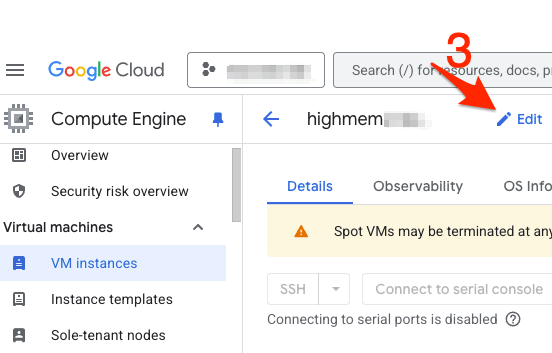 3
Google Cloud
Search (/) for resources, docs, pr
Compute Engine
highmem
Edit
Overview
Security risk overview
Details
Observability
OS Info
Virtual machines
Spot VMs may be terminated at any
VM instances
SSH
Connect to serial console
Instance templates
Connecting to serial ports is disabled
Sole-tenant nodes